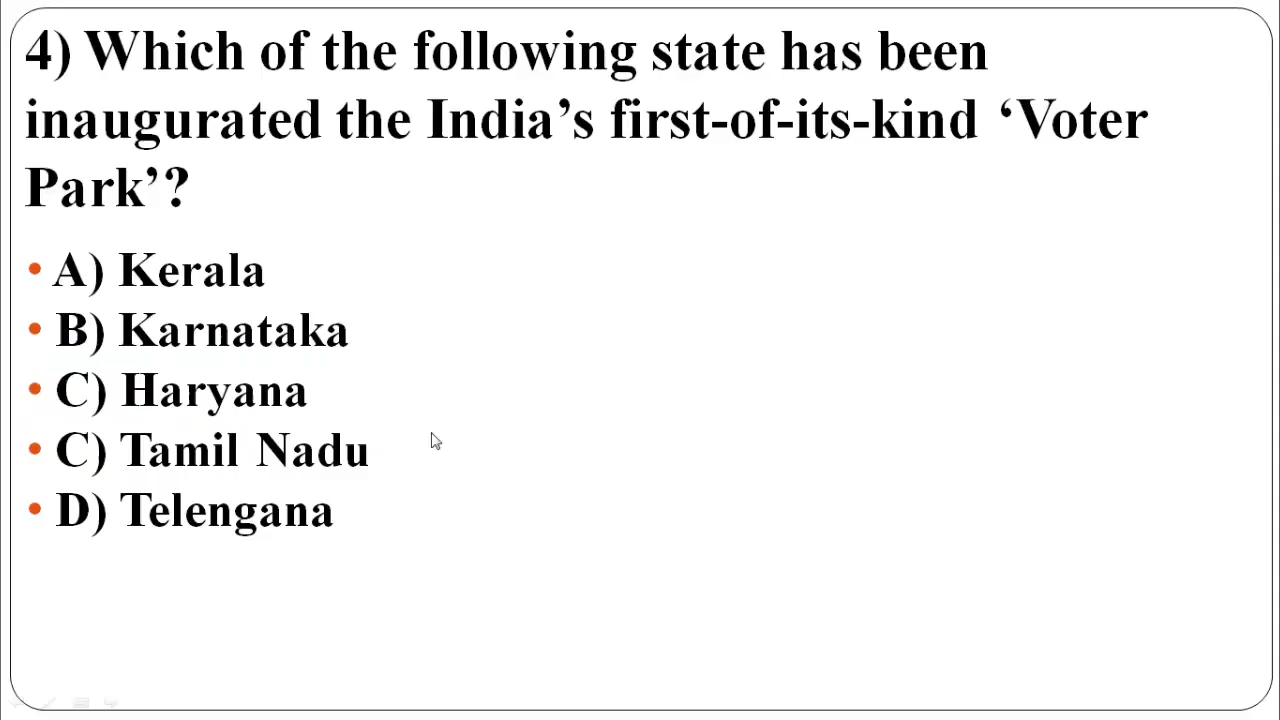 4) Which of the following state has been
inaugurated the India’s first-of-its-kind ‘Voter
Park’?
• A) Kerala
• B) Karnataka
• C) Haryana
• C) Tamil Nadu
• D) Telengana